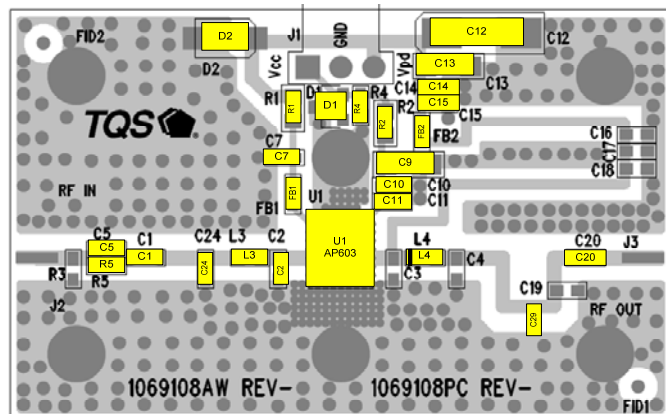 FID2
D2
D2
J1
Vcc
GND
Vpd
C12
C12
C13
C13
C14
C14
C15
C15
R1
R1
D1
D1
R4
R4
R2
R2
FB2
FB2
TQS
C7
C7
C9
C16
C17
C18
RF IN
FB1
FB1
U1
C10
C10
C11
C11
U1
AP603
C5
C5
R5
R5
C1
C1
C24
C24
L3
L3
C2
C2
R3
J2
C3
L4
L4
C4
C20
C20
J3
C19
C29
RF OUT
1069108AW REV-
1069108PC REV-
FID1